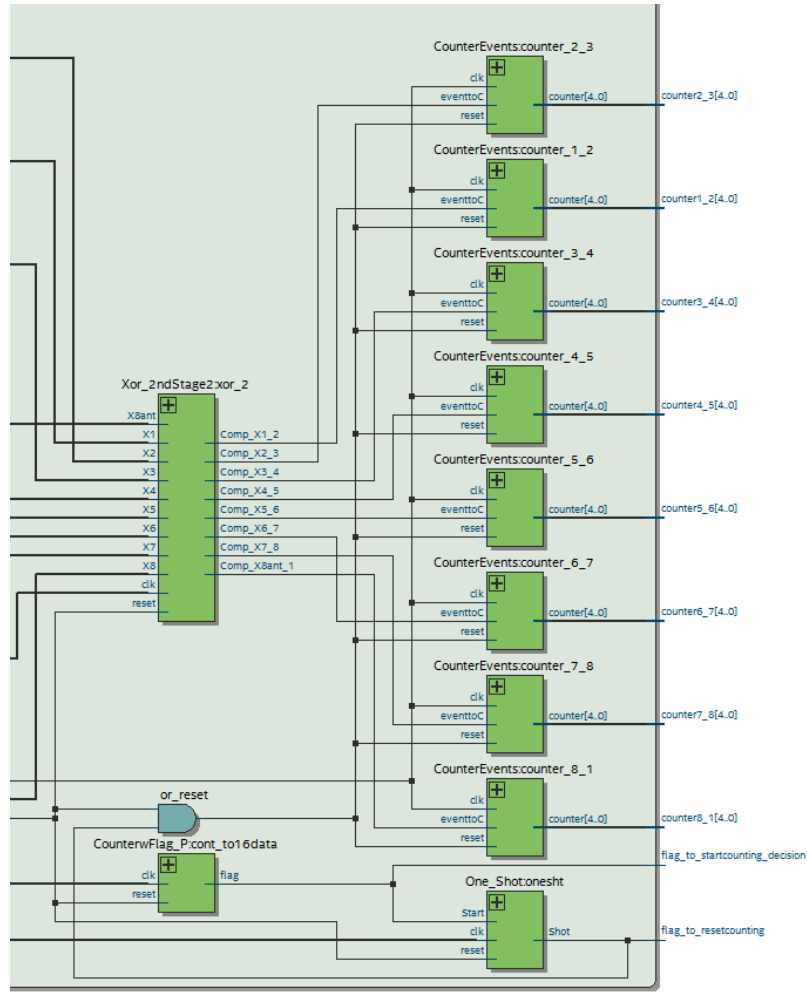 CounterEvents:counter_2_3
clk
eventtoC
reset
counter[4..0]
counter2_3[4..0]
CounterEvents:counter_1_2
clk
eventtoC
reset
counter[4..0]
counter1_2[4..0]
CounterEvents:counter_3_4
clk
eventtoC
reset
counter[4..0]
counter3_4[4..0]
CounterEvents:counter_4_5
clk
eventtoC
reset
counter[4..0]
counter4_5[4..0]
CounterEvents:counter_5_6
clk
eventtoC
reset
counter[4..0]
counter5_6[4..0]
CounterEvents:counter_6_7
clk
eventtoC
reset
counter[4..0]
counter6_7[4..0]
CounterEvents:counter_7_8
clk
eventtoC
reset
counter[4..0]
counter7_8[4..0]
CounterEvents:counter_8_1
clk
eventtoC
reset
counter[4..0]
counter8_1[4..0]
Xor_2ndStage2:xor_2
X8ant
X1
X2
X3
X4
X5
X6
X7
X8
clk
reset
Comp_X1_2
Comp_X2_3
Comp_X3_4
Comp_X4_5
Comp_X5_6
Comp_X6_7
Comp_X7_8
Comp_X8ant_1
or_reset
CounterwFlag_P:cont_to16data
clk
reset
flag
flag_to_startcounting_decision
One_Shot:onesht
Start
clk
reset
Shot
flag_to_resetcounting